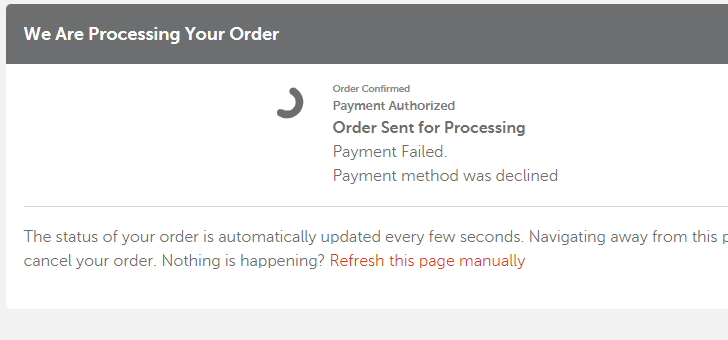 We Are Processing Your Order
Order Confirmed
Payment Authorized
Order Sent for Processing
Payment Failed.
Payment method was declined
The status of your order is automatically updated every few seconds. Navigating away from this
cancel your order. Nothing is happening? Refresh this page manually